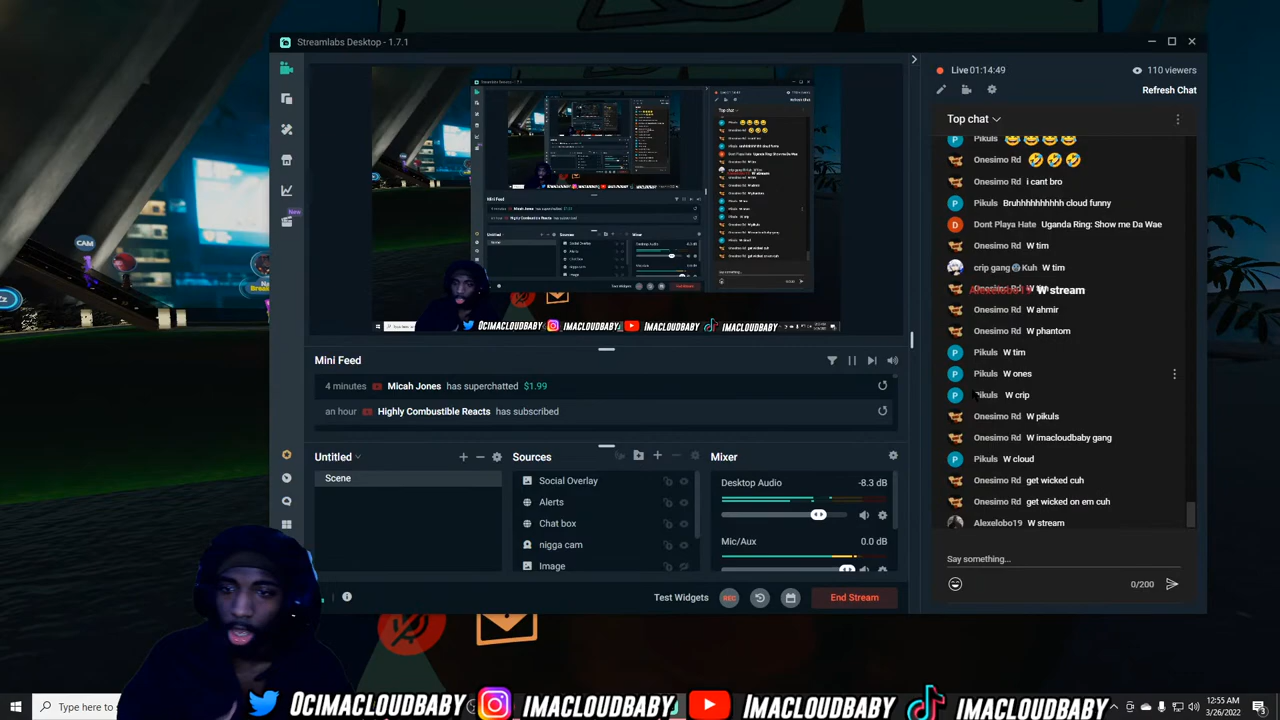 Streamlabs Desktop - 1.7.1
Live 01:14:49
110 viewers
Refresh Chat
Top chat
Pikuls 😂 😂 😂 😂
Onesimo Rd 🤣 🤣 🤣
Onesimo Rd i cant bro
Pikuls Bruhhhhhhhhh cloud funny
D Dont Playa Hate Uganda Ring: Show me Da Wae
Onesimo Rd W tim
crip gang Kuh W tim
Alexelobo19 W stream
Onesimo Rd W ahmir
Onesimo Rd W phantom
P Pikuls W tim
P Pikuls W ones
P Pikuls W crip
Onesimo Rd W pikuls
Onesimo Rd W imacloudbaby gang
P Pikuls W cloud
Onesimo Rd get wicked cuh
Onesimo Rd get wicked on em cuh
Alexelobo19 W stream
Say something...
0/200
New
CAM
Mini Feed
4 minutes Micah Jones has superchatted $1.99
an hour Highly Combustible Reacts has subscribed
Untitled
Scene
Sources
Social Overlay
Alerts
Chat box
nigga cam
Image
Mixer
Desktop Audio -8.3 dB
Mic/Aux 0.0 dB
Test Widgets
REC
End Stream
Type here to s
OCIMACLOUDBABY
IMACLOUDBABY
IMACLOUDBABY
IMACLOUDBABY
12:55 AM
3/26/2022